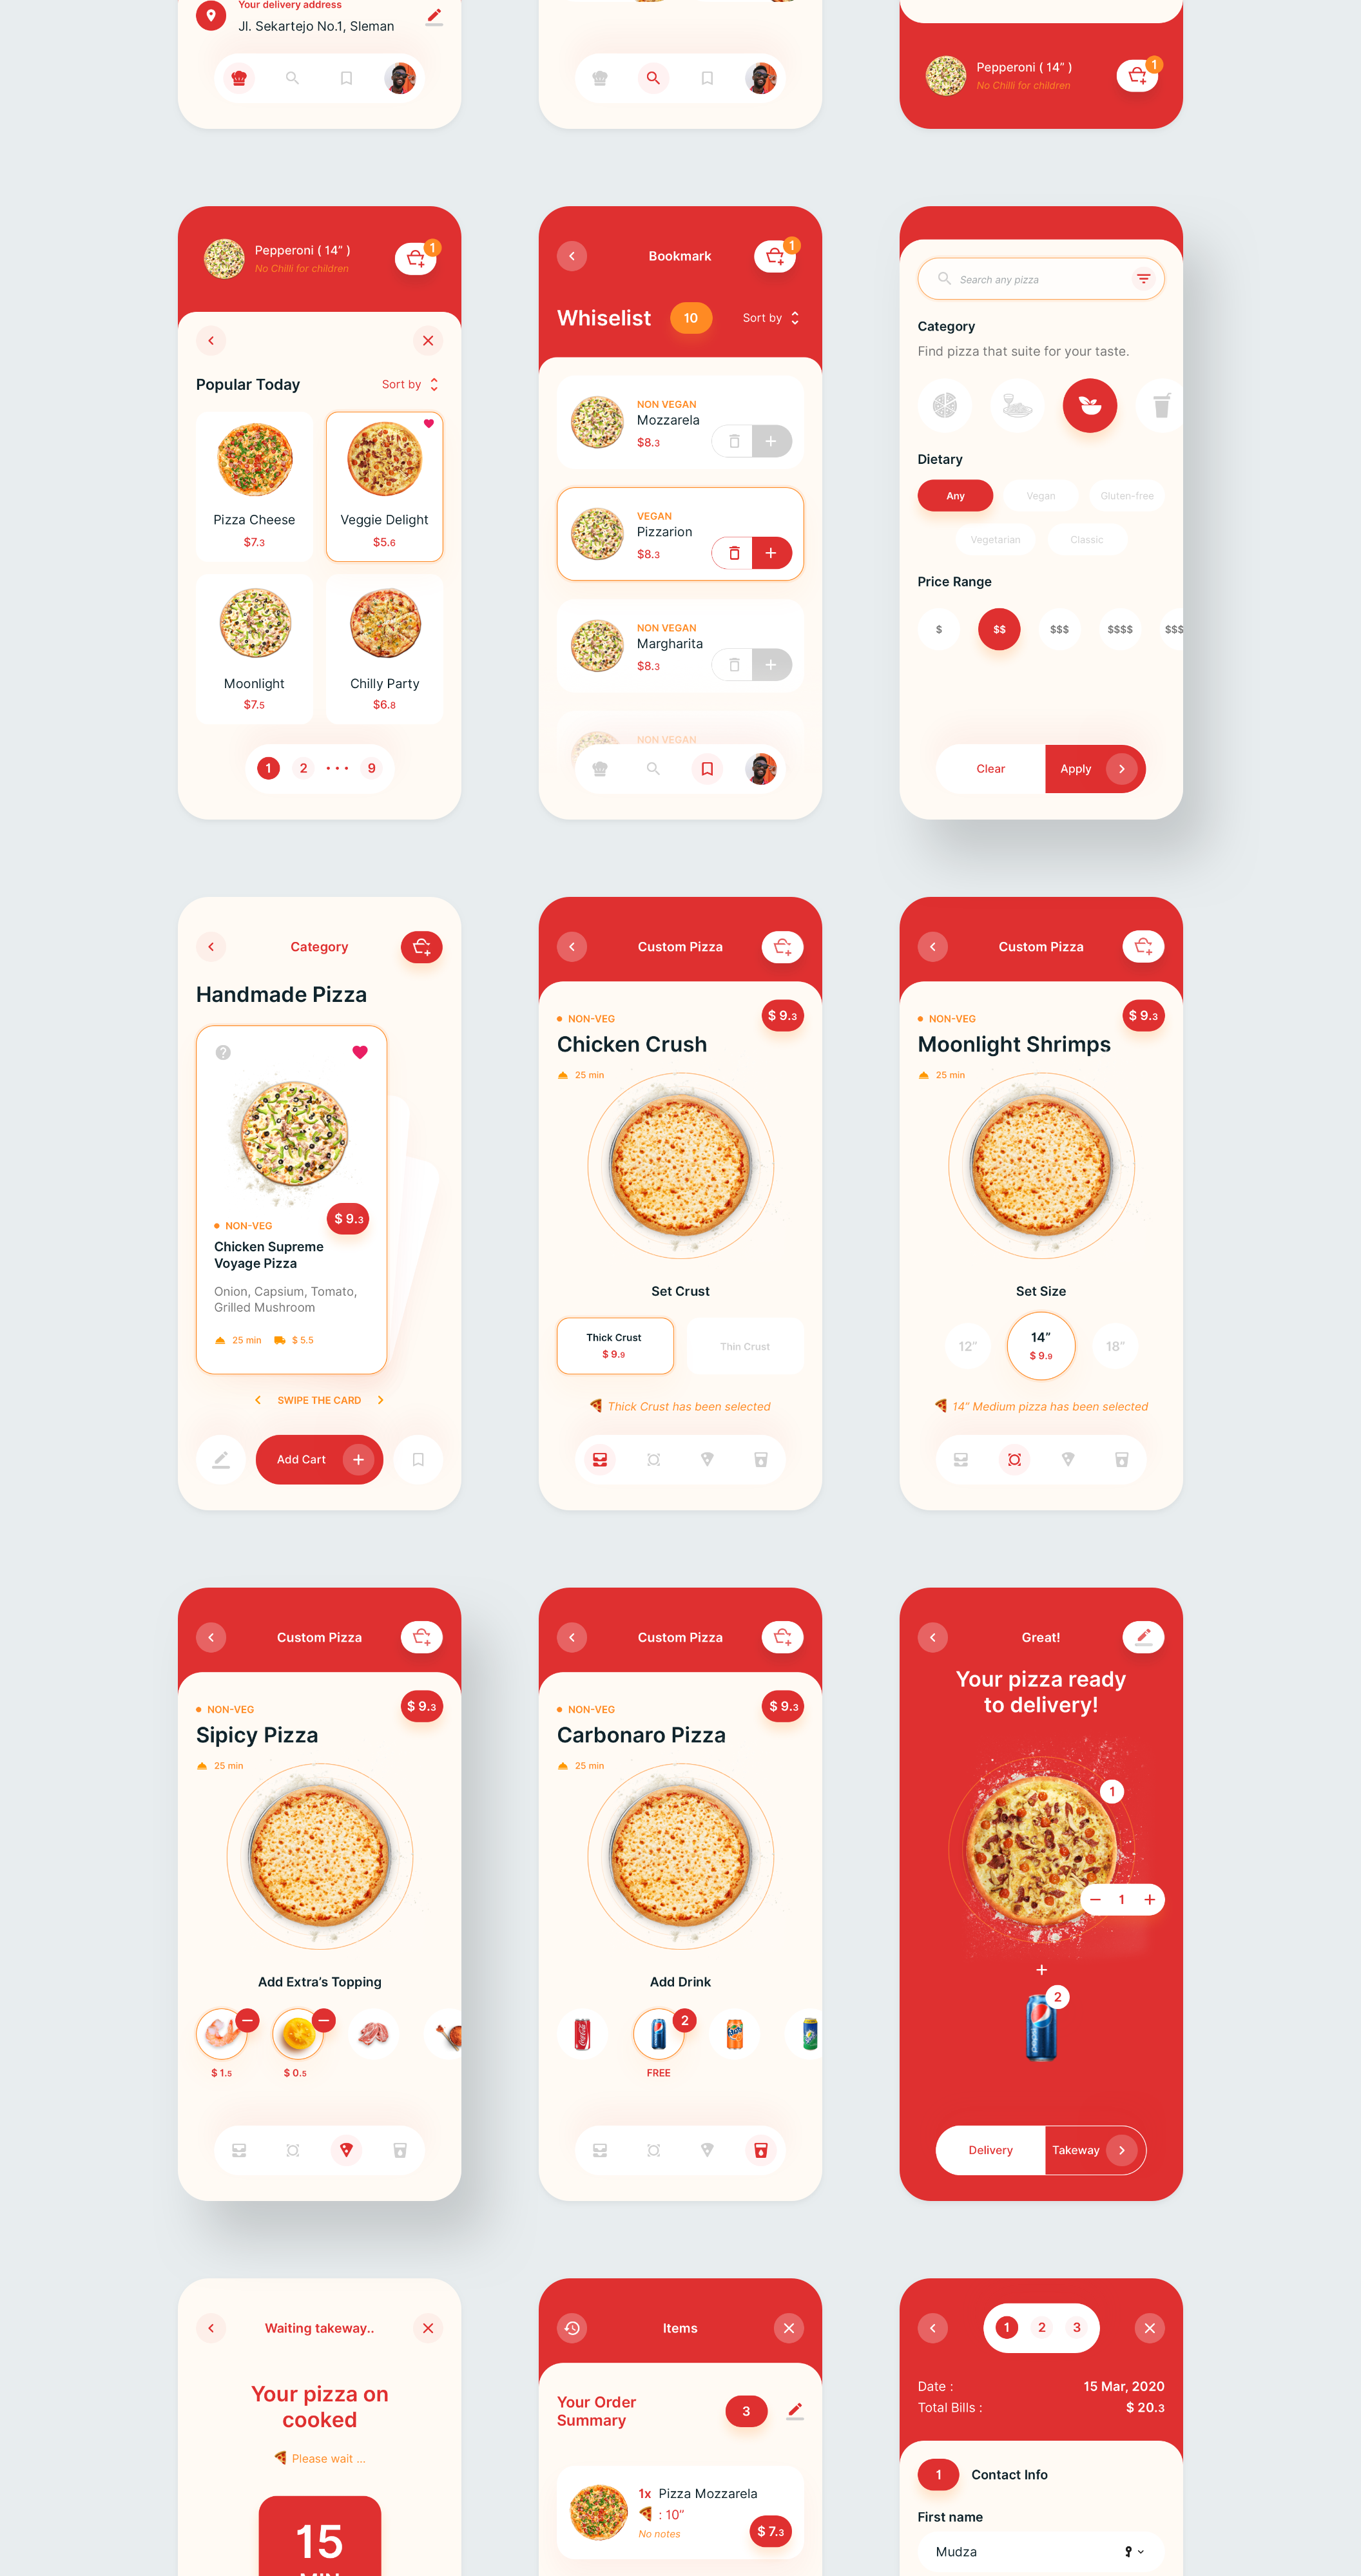 Your delivery address
Jl. Sekartejo No.1, Sleman
Pepperoni ( 14” )
1
No Chilli for children
Pepperoni ( 14” )
1
No Chilli for children
Popular Today
Sort by
Pizza Cheese
$7.3
Veggie Delight
$5.6
Moonlight
$7.5
Chilly Party
$6.8
1 2 ••• 9
Bookmark
1
Whiselist
10
Sort by
NON VEGAN
Mozzarela
$8.3
VEGAN
Pizzarion
$8.3
NON VEGAN
Margharita
$8.3
NON VEGAN
Search any pizza
Category
Find pizza that suite for your taste.
Dietary
Any
Vegan
Gluten-free
Vegetarian
Classic
Price Range
$
$$
$$$
$$$$
$$$
Clear
Apply
Category
Handmade Pizza
NON-VEG
$ 9.3
Chicken Supreme
Voyage Pizza
Onion, Capsium, Tomato,
Grilled Mushroom
25 min
$ 5.5
SWIPE THE CARD
Add Cart +
Custom Pizza
NON-VEG
$ 9.3
Chicken Crush
25 min
Set Crust
Thick Crust
$ 9.9
Thin Crust
Thick Crust has been selected
Custom Pizza
NON-VEG
$ 9.3
Moonlight Shrimps
25 min
Set Size
12”
14”
$ 9.9
18”
14” Medium pizza has been selected
Custom Pizza
NON-VEG
$ 9.3
Sipicy Pizza
25 min
Add Extra’s Topping
$ 1.5
$ 0.5
Custom Pizza
NON-VEG
$ 9.3
Carbonaro Pizza
25 min
Add Drink
2
Coca-Cola
pepsi
Fanta
FREE
Great!
Your pizza ready
to delivery!
1
− 1 +
+
2
pepsi
Delivery
Takeway
Waiting takeway..
Your pizza on
cooked
Please wait ...
15
MIN
Items
Your Order
Summary
3
1x Pizza Mozzarela
: 10”
No notes
$ 7.3
1 2 3
Date :
15 Mar, 2020
Total Bills :
$ 20.3
1
Contact Info
First name
Mudza